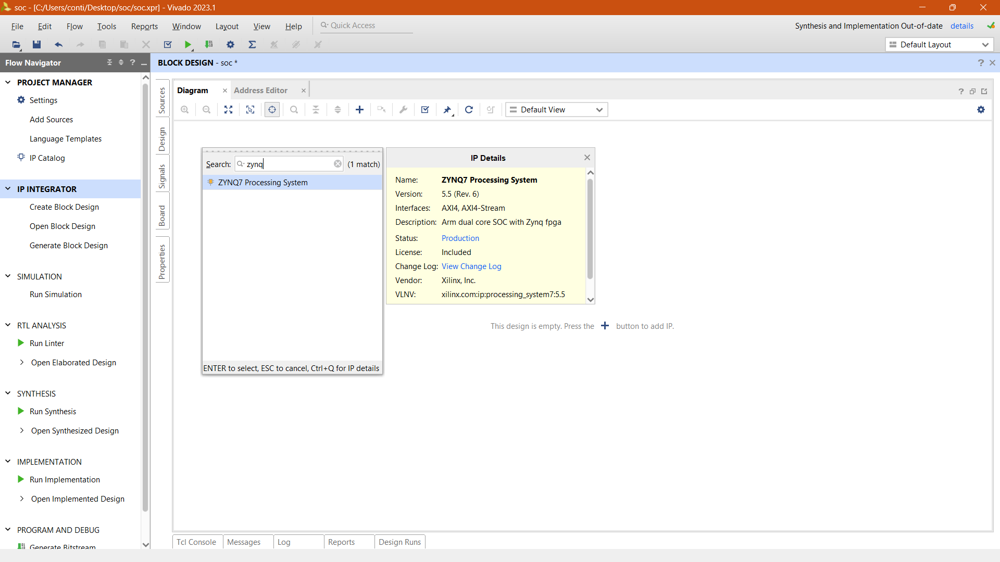 soc - [C:/Users/conti/Desktop/soc/soc.xpr] - Vivado 2023.1
File Edit Flow Tools Reports Window Layout View Help Quick Access
Synthesis and Implementation Out-of-date details
Default Layout
Flow Navigator
BLOCK DESIGN - soc *
PROJECT MANAGER
Settings
Add Sources
Language Templates
IP Catalog
IP INTEGRATOR
Create Block Design
Open Block Design
Generate Block Design
SIMULATION
Run Simulation
RTL ANALYSIS
Run Linter
Open Elaborated Design
SYNTHESIS
Run Synthesis
Open Synthesized Design
IMPLEMENTATION
Run Implementation
Open Implemented Design
PROGRAM AND DEBUG
Generate Bitstream
Sources
Design
Signals
Board
Properties
Diagram Address Editor
Default View
Search: zynq (1 match)
ZYNQ7 Processing System
ENTER to select, ESC to cancel, Ctrl+Q for IP details
IP Details
Name: ZYNQ7 Processing System
Version: 5.5 (Rev. 6)
Interfaces: AXI4, AXI4-Stream
Description: Arm dual core SOC with Zynq fpga
Status: Production
License: Included
Change Log: View Change Log
Vendor: Xilinx, Inc.
VLNV: xilinx.com:ip:processing_system7:5.5
This design is empty. Press the + button to add IP.
Tcl Console Messages Log Reports Design Runs